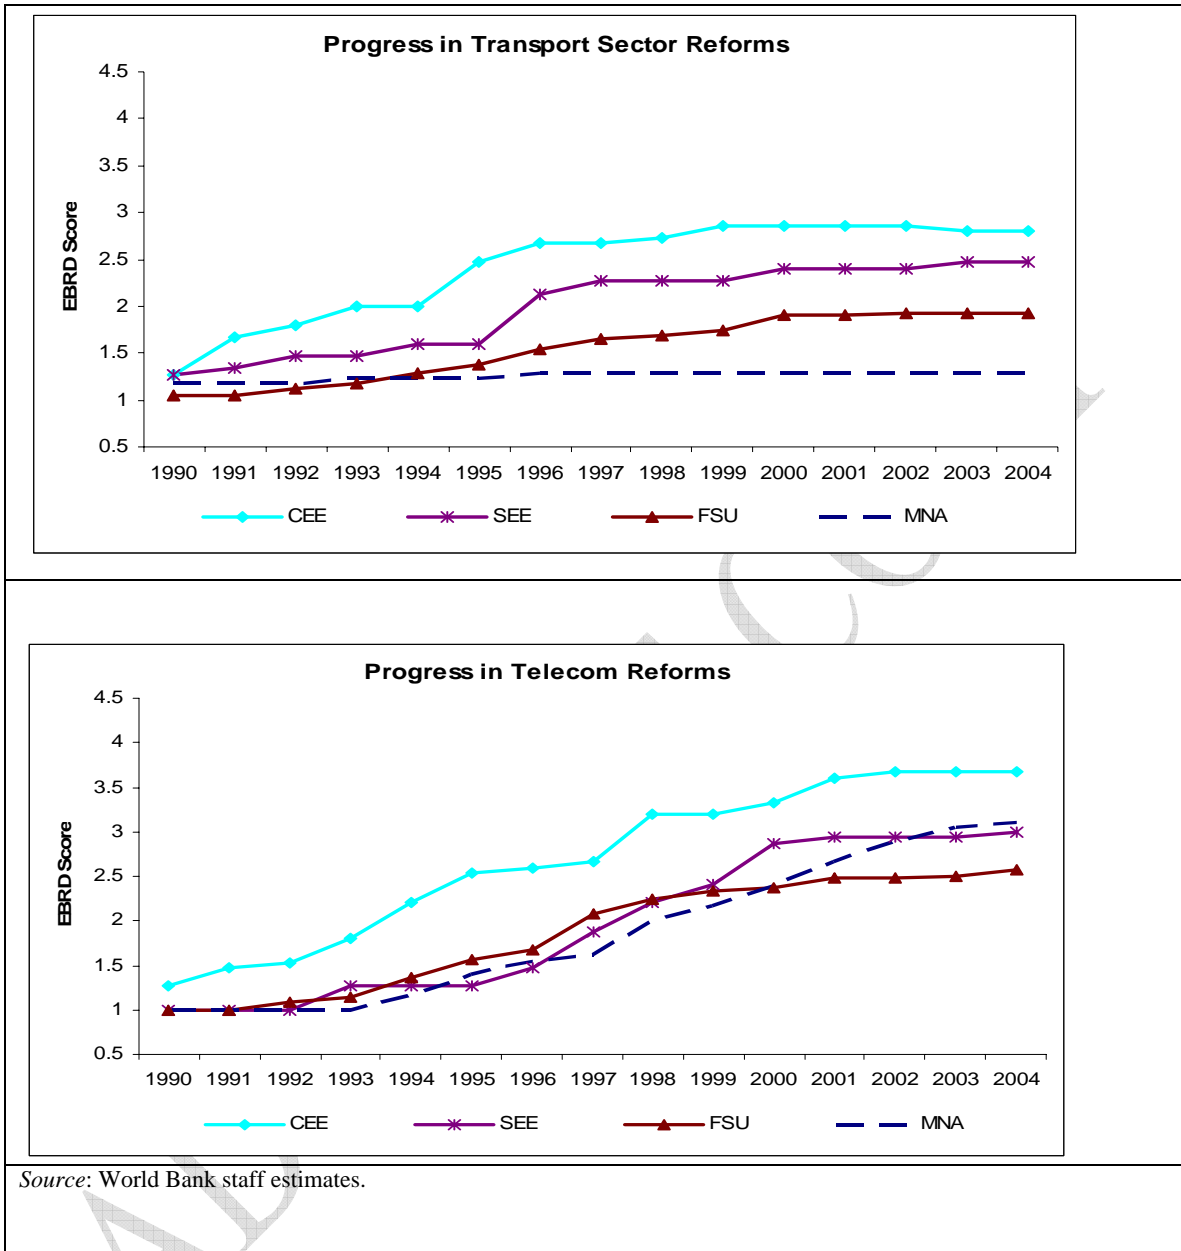 Progress in Transport Sector Reforms
4.5
4
3.5
3
2.5
2
1.5
1
0.5
EBRD Score
1990 1991 1992 1993 1994 1995 1996 1997 1998 1999 2000 2001 2002 2003 2004
CEE SEE FSU MNA
Progress in Telecom Reforms
4.5
4
3.5
3
2.5
2
1.5
1
0.5
EBRD Score
1990 1991 1992 1993 1994 1995 1996 1997 1998 1999 2000 2001 2002 2003 2004
CEE SEE FSU MNA
Source: World Bank staff estimates.